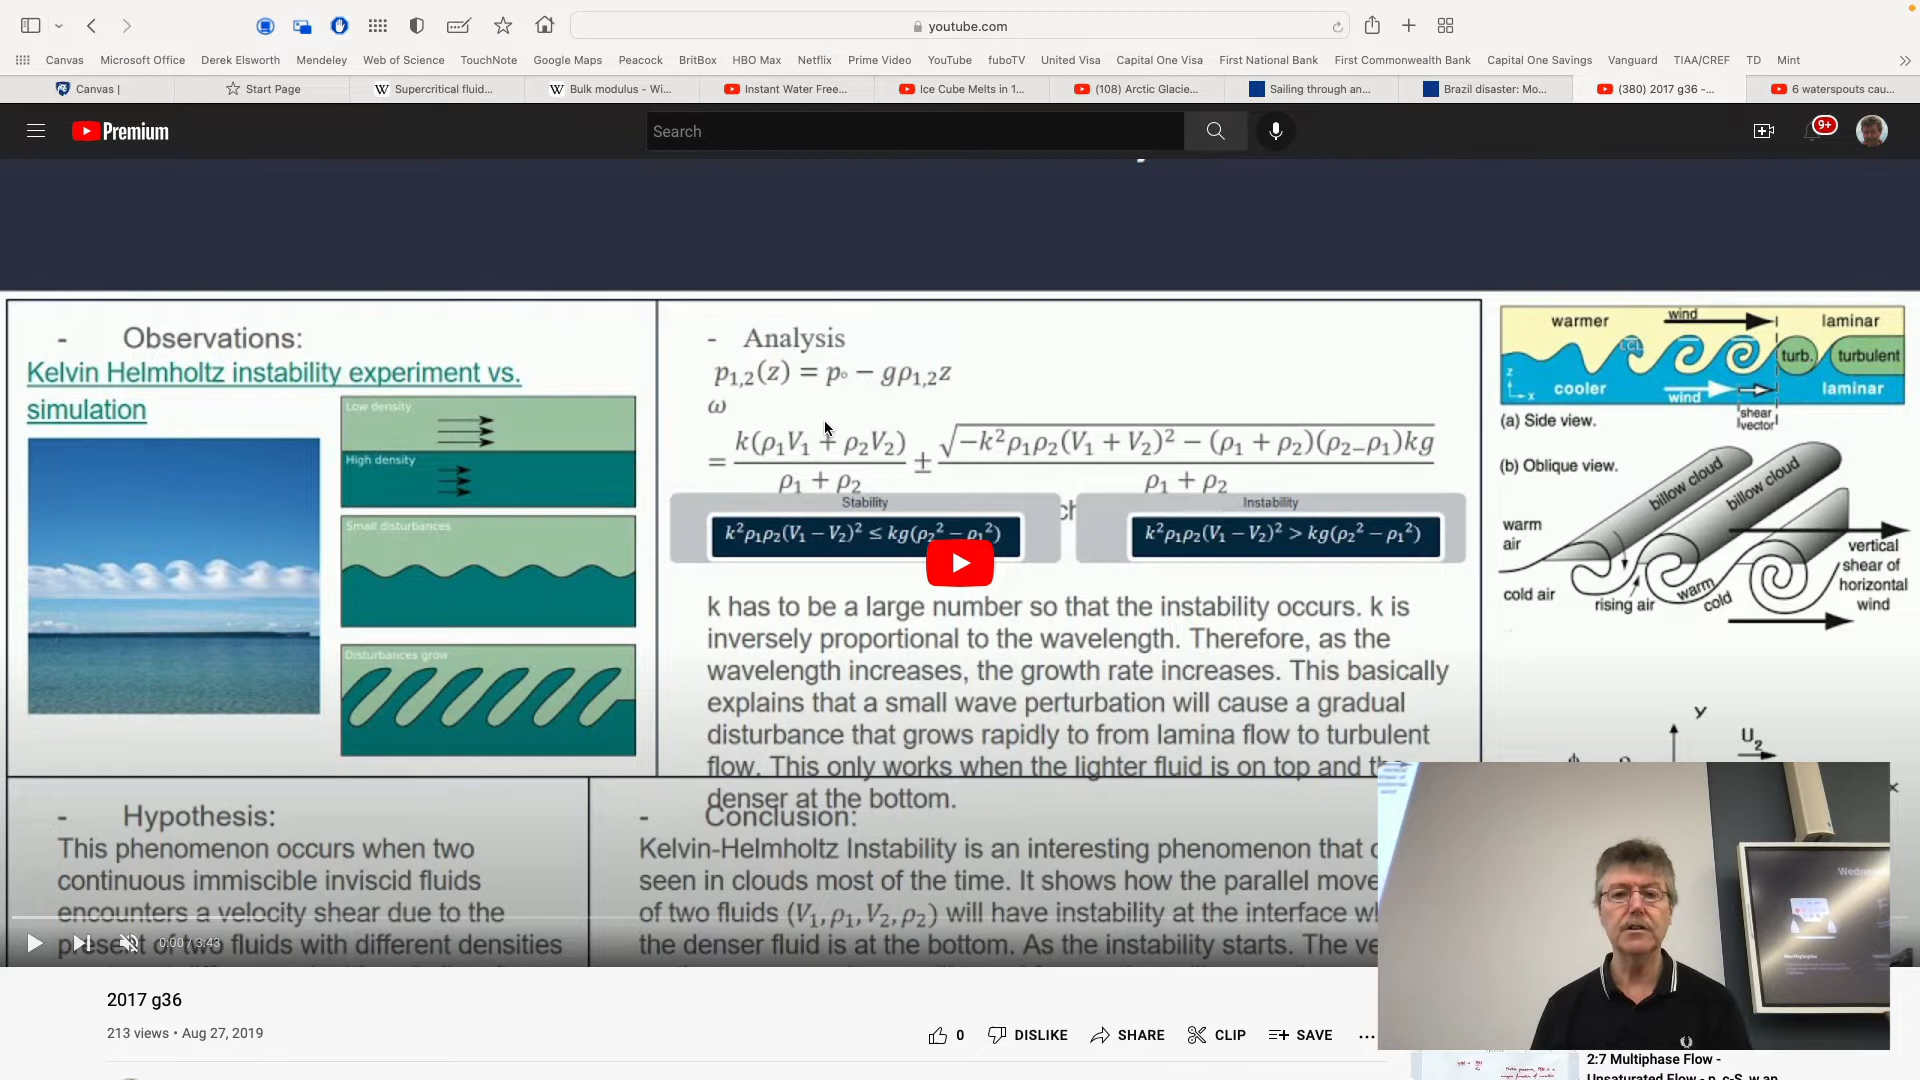 youtube.com
Canvas Microsoft Office Derek Elsworth Mendeley Web of Science TouchNote Google Maps Peacock BritBox HBO Max Netflix Prime Video YouTube fuboTV United Visa Capital One Visa First National Bank First Commonwealth Bank Capital One Savings Vanguard TIAA/CREF TD Mint
Canvas | Start Page Supercritical fluid... Bulk modulus - Wi... Instant Water Free... Ice Cube Melts in 1... (108) Arctic Glacie... Sailing through an... Brazil disaster: Mo... (380) 2017 g36 -... 6 waterspouts cau...
Premium
Search
9+
- Observations:
Kelvin Helmholtz instability experiment vs.
simulation
Low density
High density
Small disturbances
Disturbances grow
- Analysis
p₁,₂(z) = p₀ − gρ₁,₂z
ω
= k(ρ₁V₁ + ρ₂V₂) / ρ₁ + ρ₂ ± √−k²ρ₁ρ₂(V₁ + V₂)² − (ρ₁ + ρ₂)(ρ₂₋ρ₁)kg / ρ₁ + ρ₂
Stability
k²ρ₁ρ₂(V₁ − V₂)² ≤ kg(ρ₂² − ρ₁²)
Instability
k²ρ₁ρ₂(V₁ − V₂)² > kg(ρ₂² − ρ₁²)
k has to be a large number so that the instability occurs. k is
inversely proportional to the wavelength. Therefore, as the
wavelength increases, the growth rate increases. This basically
explains that a small wave perturbation will cause a gradual
disturbance that grows rapidly to from lamina flow to turbulent
flow. This only works when the lighter fluid is on top and
denser at the bottom.
warmer wind laminar
LCL turb. turbulent
z
x
cooler wind laminar
shear
vector
(a) Side view.
(b) Oblique view.
billow cloud billow cloud
warm
air
cold air
rising air
warm
cold
vertical
shear of
horizontal
wind
Y
U₂
- Hypothesis:
This phenomenon occurs when two
continuous immiscible inviscid fluids
encounters a velocity shear due to the
present of two fluids with different densities
- Conclusion:
Kelvin-Helmholtz Instability is an interesting phenomenon that
seen in clouds most of the time. It shows how the parallel
of two fluids (V₁, ρ₁, V₂, ρ₂) will have instability at the interface
the denser fluid is at the bottom. As the instability starts. The
0:00 / 3:43
2017 g36
213 views • Aug 27, 2019
0 DISLIKE SHARE CLIP SAVE ...
2:7 Multiphase Flow -